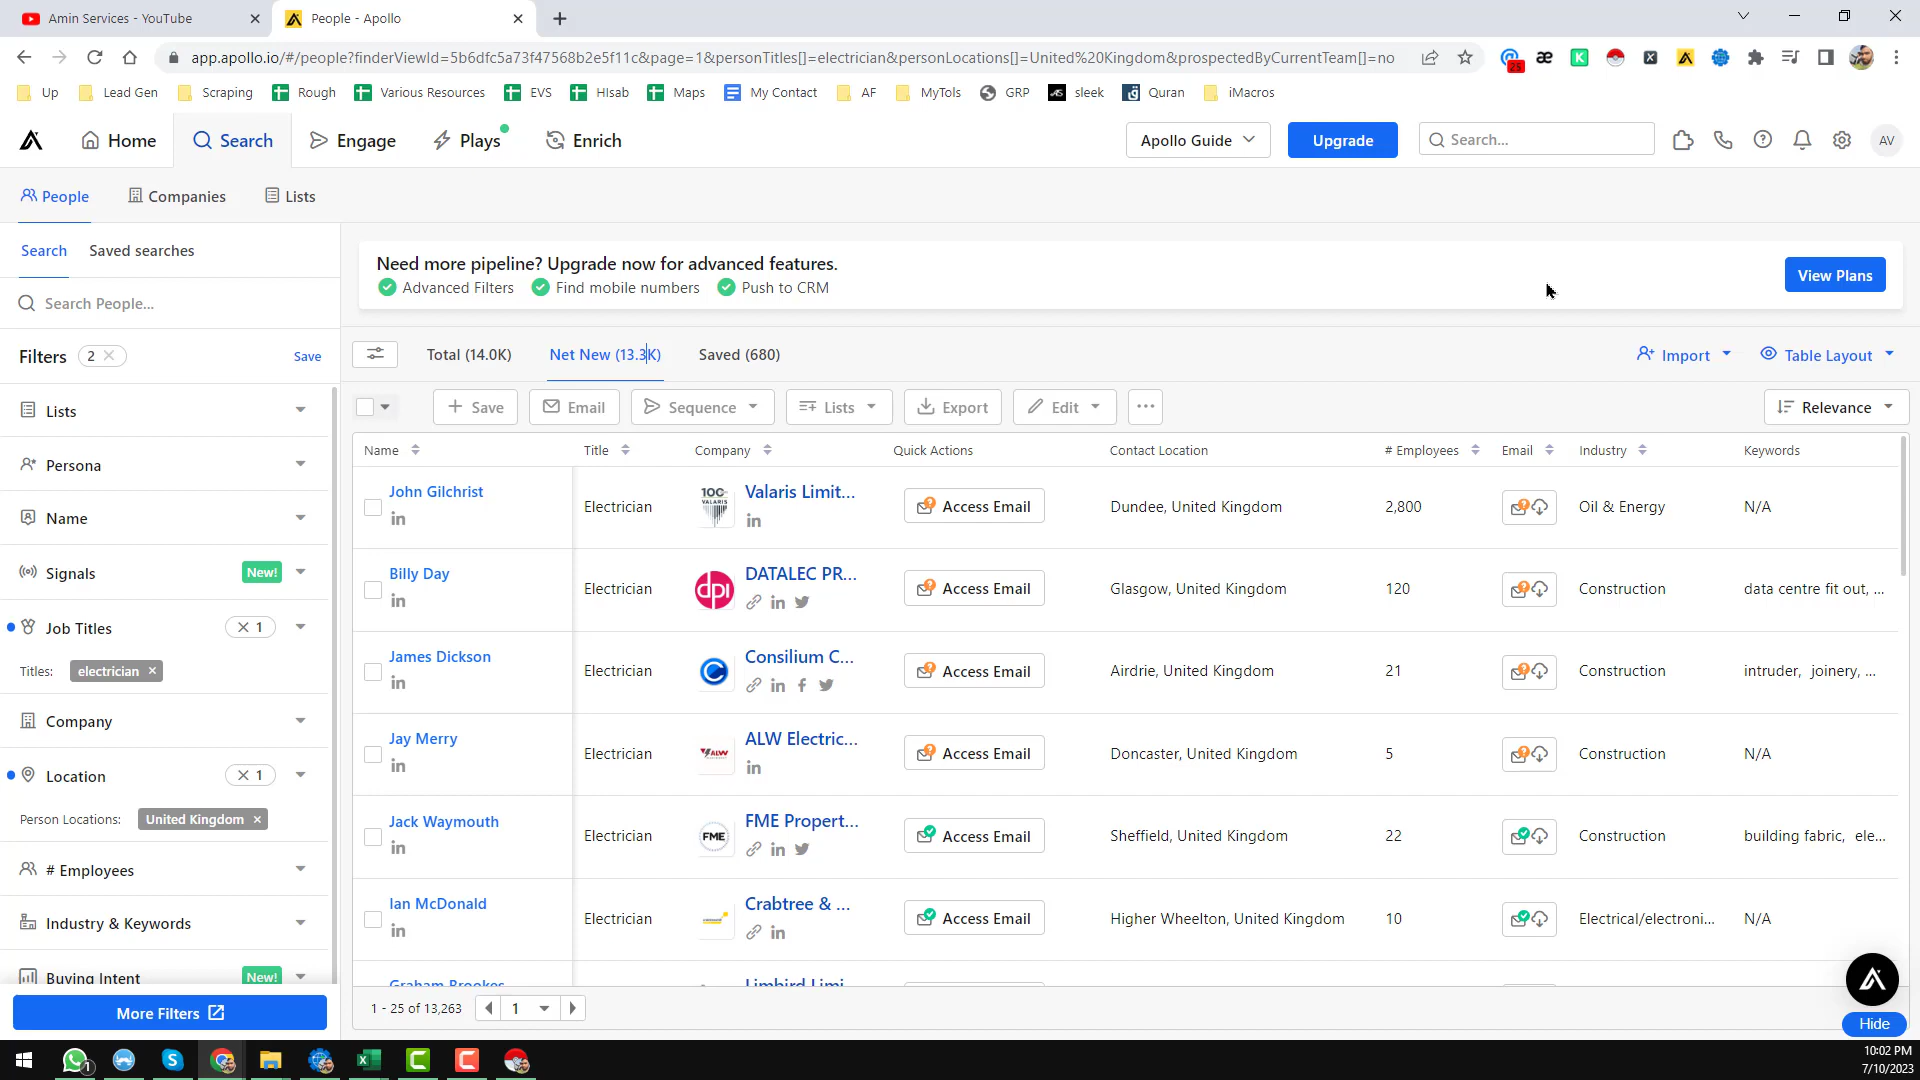 Amin Services - YouTube
People - Apollo
app.apollo.io/#/people?finderViewId=5b6dfc5a73f47568b2e5f11c&page=1&personTitles[]=electrician&personLocations[]=United%20Kingdom&prospectedByCurrentTeam[]=no
25
Up Lead Gen Scraping Rough Various Resources EVS HIsab Maps My Contact AF MyTols GRP sleek Quran iMacros
Home Search Engage Plays Enrich Apollo Guide Upgrade Search... AV
People Companies Lists
Search Saved searches
Need more pipeline? Upgrade now for advanced features.
Advanced Filters Find mobile numbers Push to CRM
View Plans
Search People...
Filters 2 Save
Total (14.0K) Net New (13.3K) Saved (680) Import Table Layout
Save Email Sequence Lists Export Edit ... Relevance
Lists
Persona
Name
Signals New!
Job Titles 1
Titles: electrician
Company
Location 1
Person Locations: United Kingdom
# Employees
Industry & Keywords
Buying Intent New!
More Filters
Name Title Company Quick Actions Contact Location # Employees Email Industry Keywords
John Gilchrist Electrician 100 VALARIS Valaris Limit... Access Email Dundee, United Kingdom 2,800 Oil & Energy N/A
Billy Day Electrician dpi DATALEC PR... Access Email Glasgow, United Kingdom 120 Construction data centre fit out, ...
James Dickson Electrician Consilium C... Access Email Airdrie, United Kingdom 21 Construction intruder, joinery, ...
Jay Merry Electrician ALW ALW Electric... Access Email Doncaster, United Kingdom 5 Construction N/A
Jack Waymouth Electrician FME FME Propert... Access Email Sheffield, United Kingdom 22 Construction building fabric, ele...
Ian McDonald Electrician Crabtree & ... Access Email Higher Wheelton, United Kingdom 10 Electrical/electroni... N/A
Graham Brookes Limbird Limi...
1 - 25 of 13,263 1
Hide
1
10:02 PM
7/10/2023